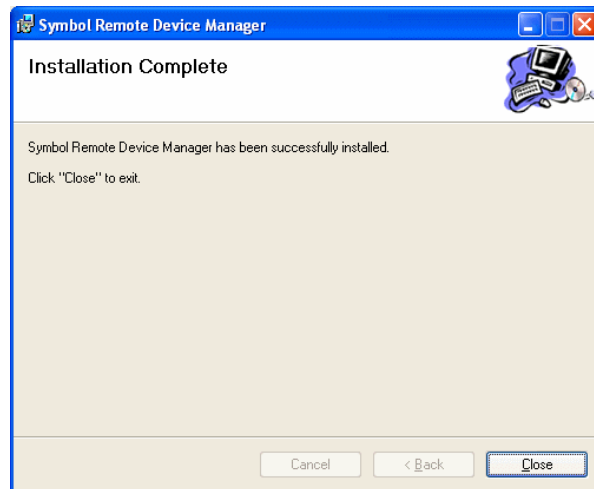 Symbol Remote Device Manager
Installation Complete
Symbol Remote Device Manager has been successfully installed.
Click "Close" to exit.
Cancel
< Back
Close